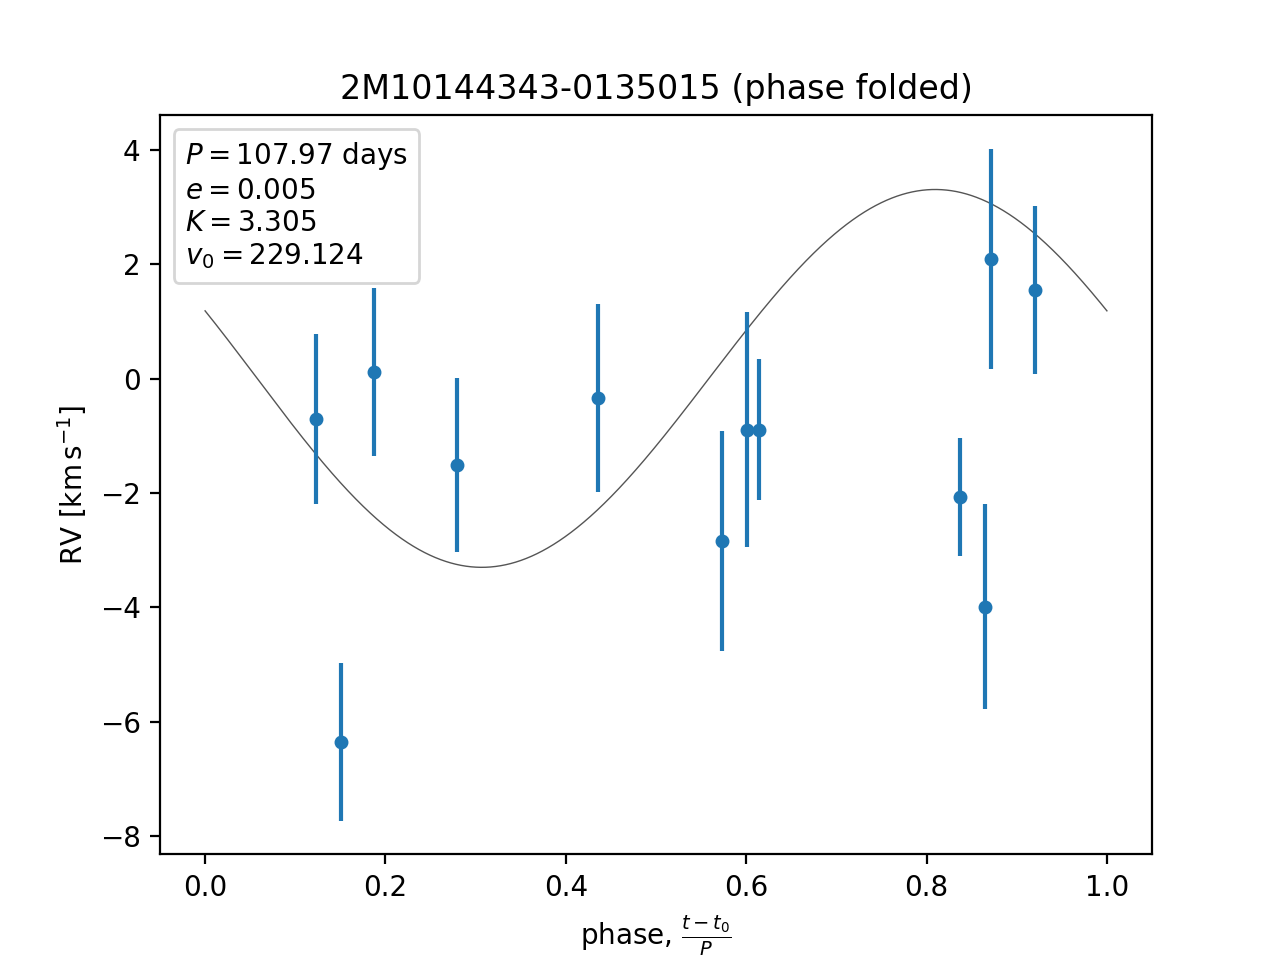 2M10144343-0135015 (phase folded)
P = 107.97 days
e = 0.005
K = 3.305
v₀ = 229.124
4
2
0
−2
−4
−6
−8
RV [km s⁻¹]
0.0 0.2 0.4 0.6 0.8 1.0
phase, (t − t₀)/P